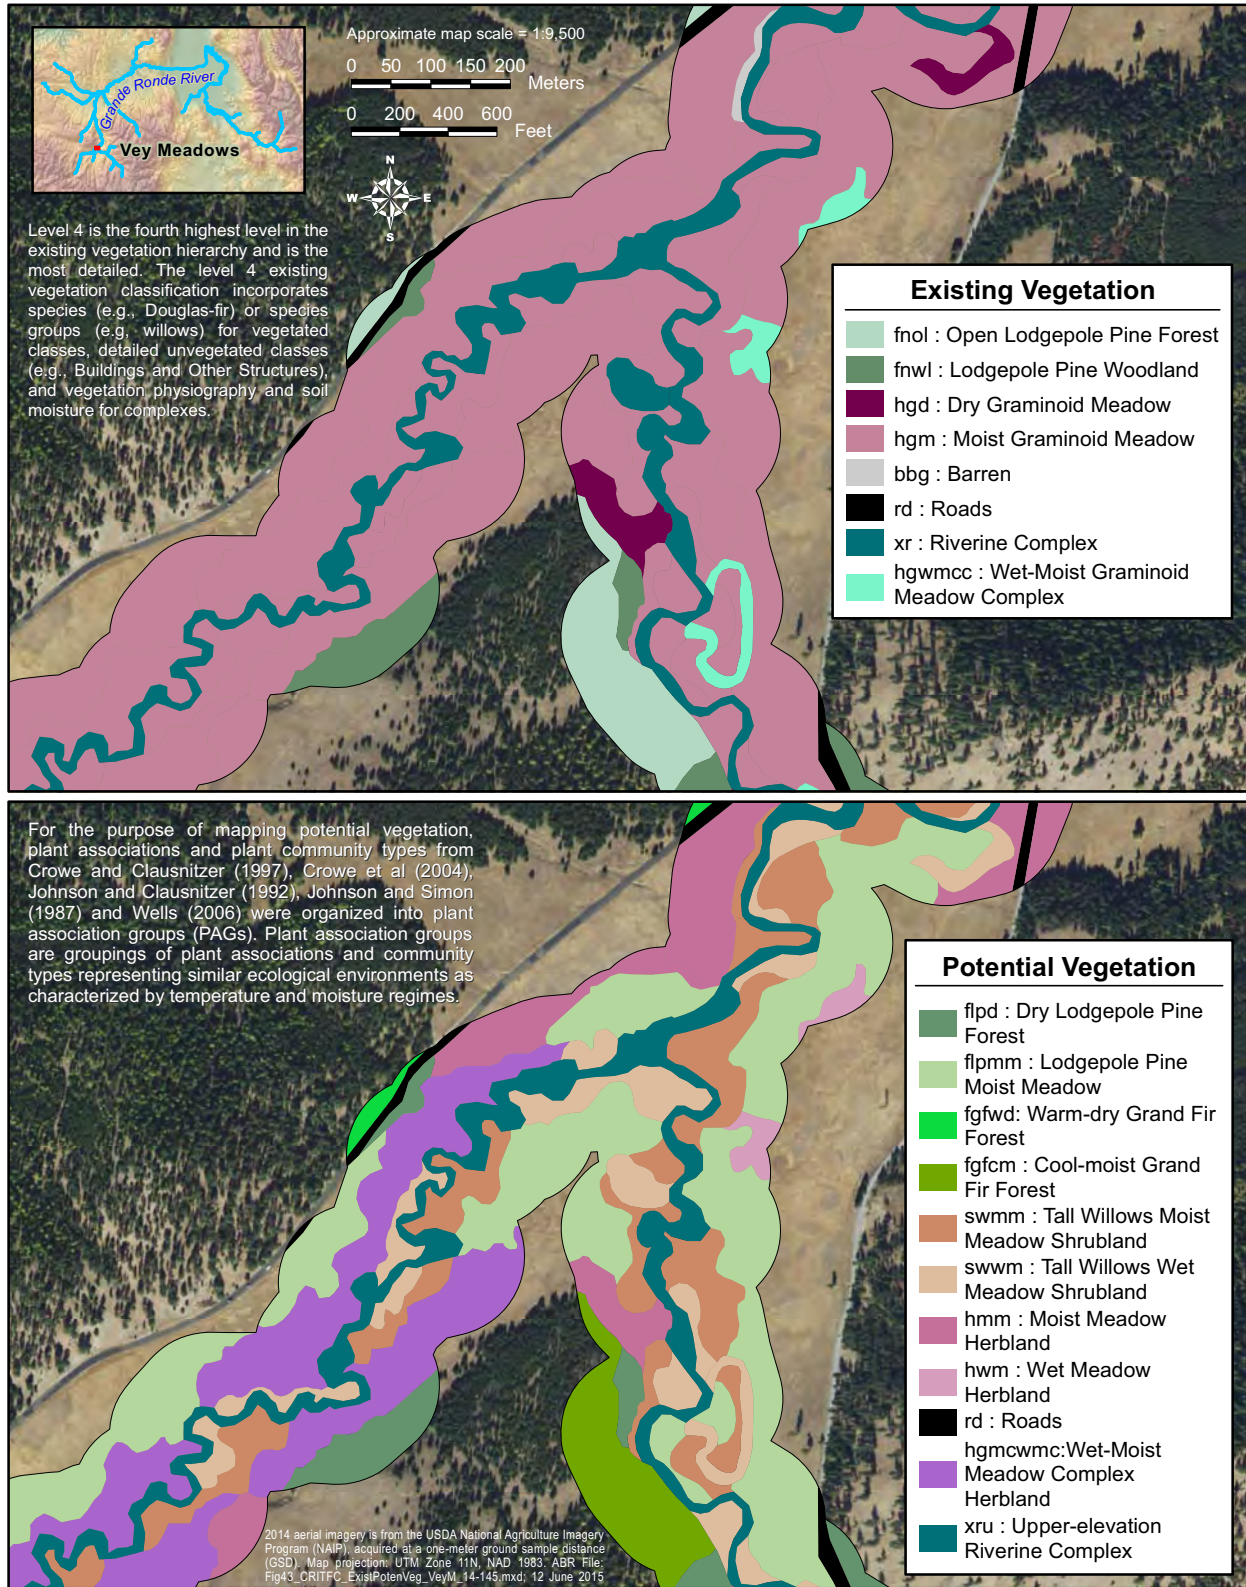 Grande Ronde River
Vey Meadows
Approximate map scale = 1:9,500
0 50 100 150 200
Meters
0 200 400 600
Feet
N
W E
S
Level 4 is the fourth highest level in the
existing vegetation hierarchy and is the
most detailed. The level 4 existing
vegetation classification incorporates
species (e.g., Douglas-fir) or species
groups (e.g, willows) for vegetated
classes, detailed unvegetated classes
(e.g., Buildings and Other Structures),
and vegetation physiography and soil
moisture for complexes.
Existing Vegetation
fnol : Open Lodgepole Pine Forest
fnwl : Lodgepole Pine Woodland
hgd : Dry Graminoid Meadow
hgm : Moist Graminoid Meadow
bbg : Barren
rd : Roads
xr : Riverine Complex
hgwmcc : Wet-Moist Graminoid
Meadow Complex
For the purpose of mapping potential vegetation,
plant associations and plant community types from
Crowe and Clausnitzer (1997), Crowe et al (2004),
Johnson and Clausnitzer (1992), Johnson and Simon
(1987) and Wells (2006) were organized into plant
association groups (PAGs). Plant association groups
are groupings of plant associations and community
types representing similar ecological environments as
characterized by temperature and moisture regimes.
Potential Vegetation
flpd : Dry Lodgepole Pine
Forest
flpmm : Lodgepole Pine
Moist Meadow
fgfwd: Warm-dry Grand Fir
Forest
fgfcm : Cool-moist Grand
Fir Forest
swmm : Tall Willows Moist
Meadow Shrubland
swwm : Tall Willows Wet
Meadow Shrubland
hmm : Moist Meadow
Herbland
hwm : Wet Meadow
Herbland
rd : Roads
hgmcwmc:Wet-Moist
Meadow Complex
Herbland
xru : Upper-elevation
Riverine Complex
2014 aerial imagery is from the USDA National Agriculture Imagery
Program (NAIP), acquired at a one-meter ground sample distance
(GSD). Map projection: UTM Zone 11N, NAD 1983. ABR File:
Fig43_CRITFC_ExistPotenVeg_VeyM_14-145.mxd; 12 June 2015